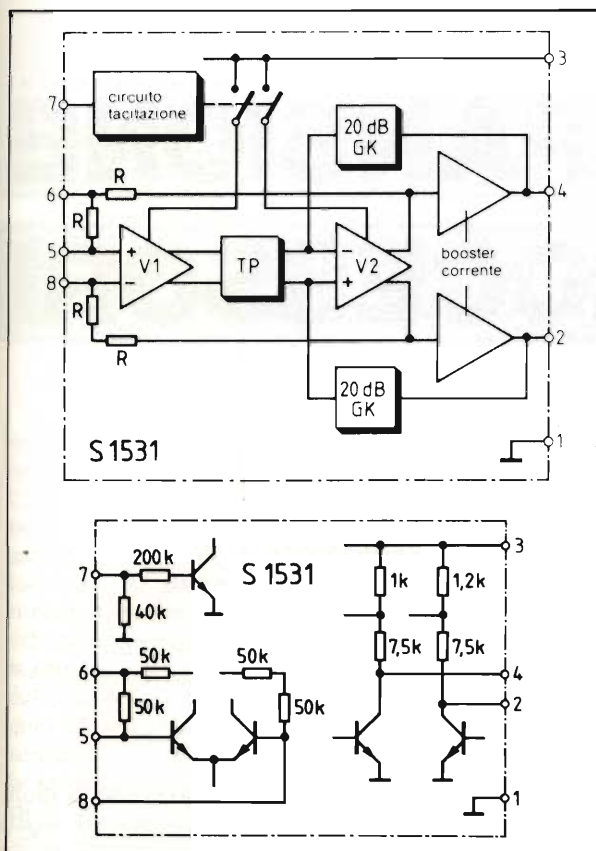 3
circuito
tacitazione
7
20 dB
GK
6
R
4
R
5
+
V1
-
TP
-
V2
+
booster
corrente
8
R
R
2
20 dB
GK
1
S 1531
3
7
200k
S 1531
1k
1,2k
40k
7,5k
7,5k
6
50k
50k
4
50k
50k
2
5
8
1